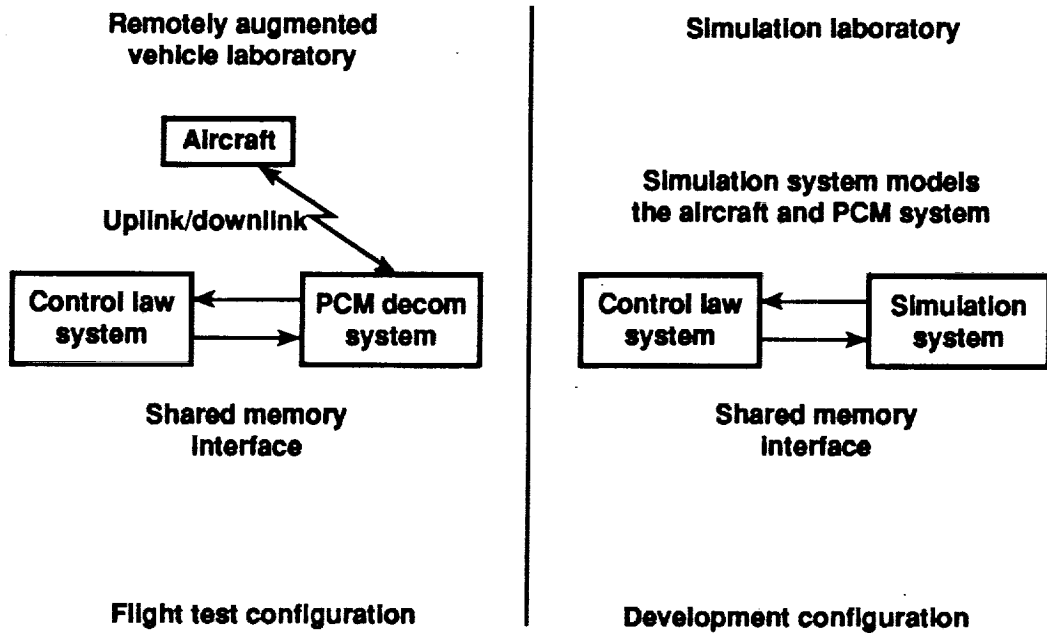 Remotely augmented
vehicle laboratory
Aircraft
Uplink/downlink
Control law
system
PCM decom
system
Shared memory
interface
Flight test configuration
Simulation laboratory
Simulation system models
the aircraft and PCM system
Control law
system
Simulation
system
Shared memory
interface
Development configuration